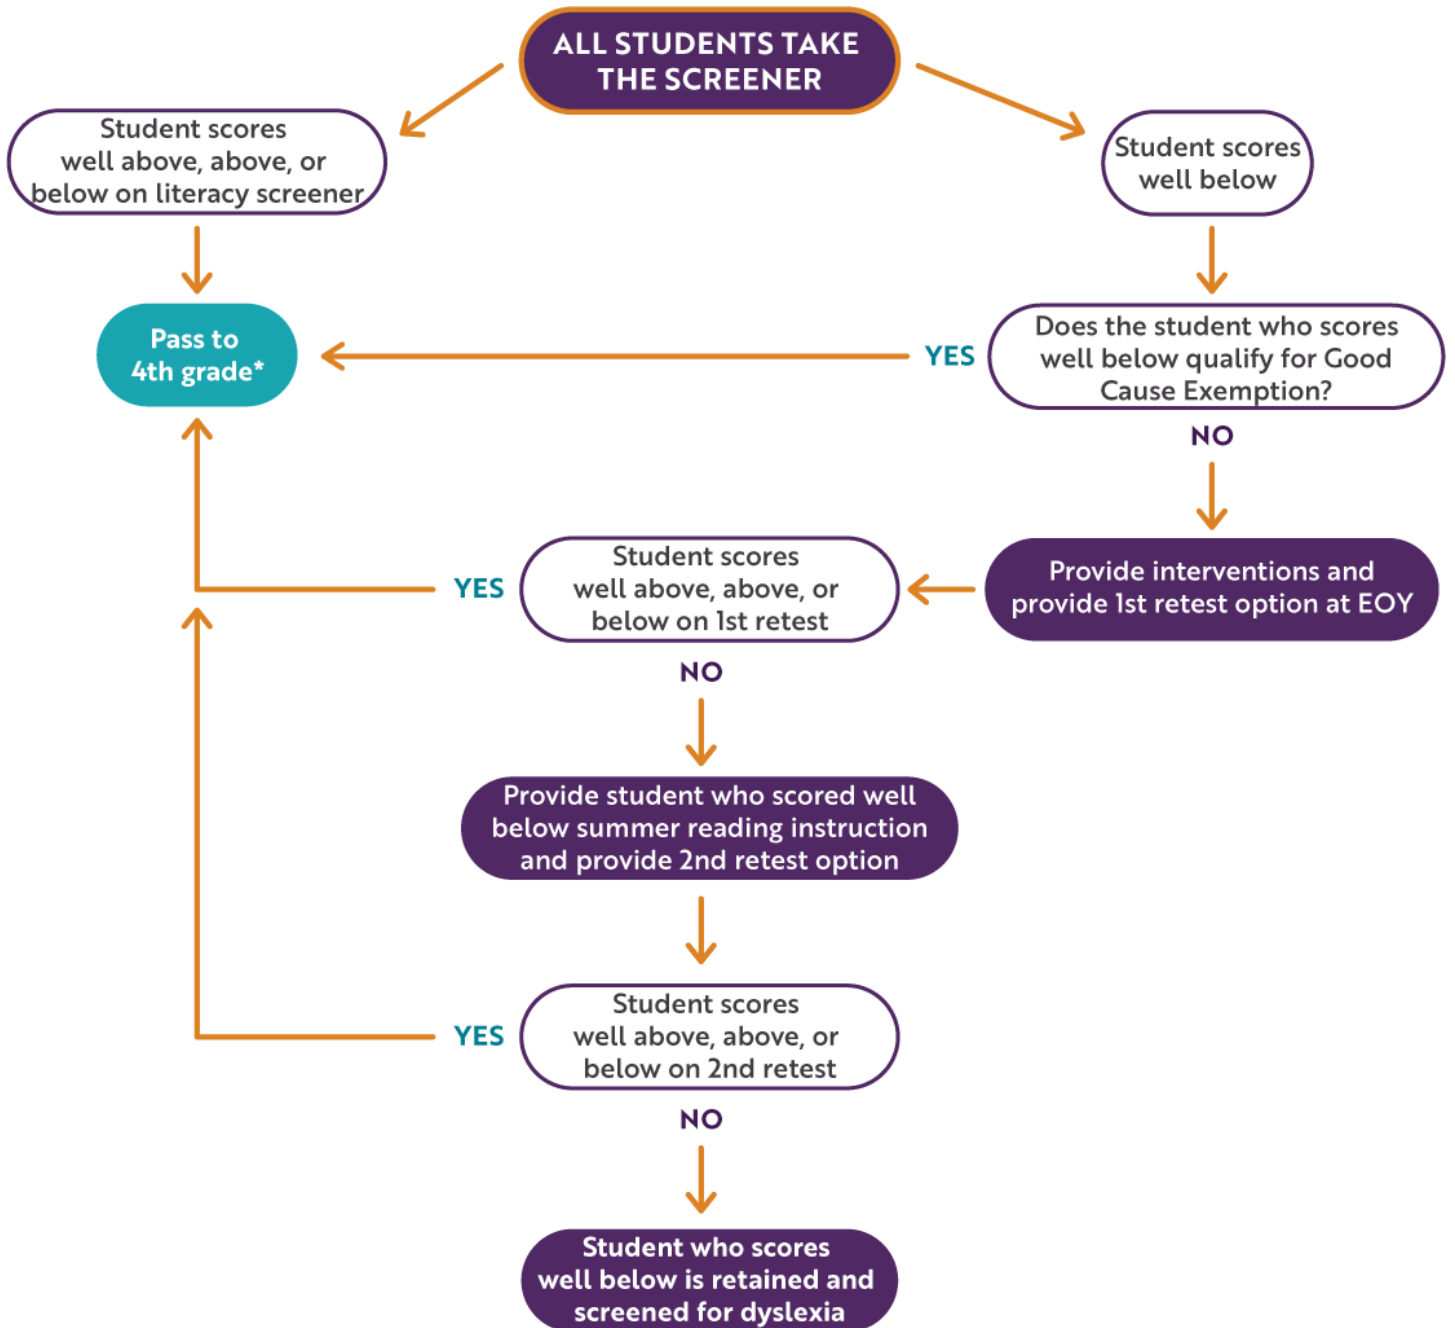 ALL STUDENTS TAKE
THE SCREENER
Student scores
well above, above, or
below on literacy screener
Student scores
well below
Pass to
4th grade*
YES
Does the student who scores
well below qualify for Good
Cause Exemption?
NO
Provide interventions and
provide 1st retest option at EOY
Student scores
well above, above, or
below on 1st retest
YES
NO
Provide student who scored well
below summer reading instruction
and provide 2nd retest option
Student scores
well above, above, or
below on 2nd retest
YES
NO
Student who scores
well below is retained and
screened for dyslexia